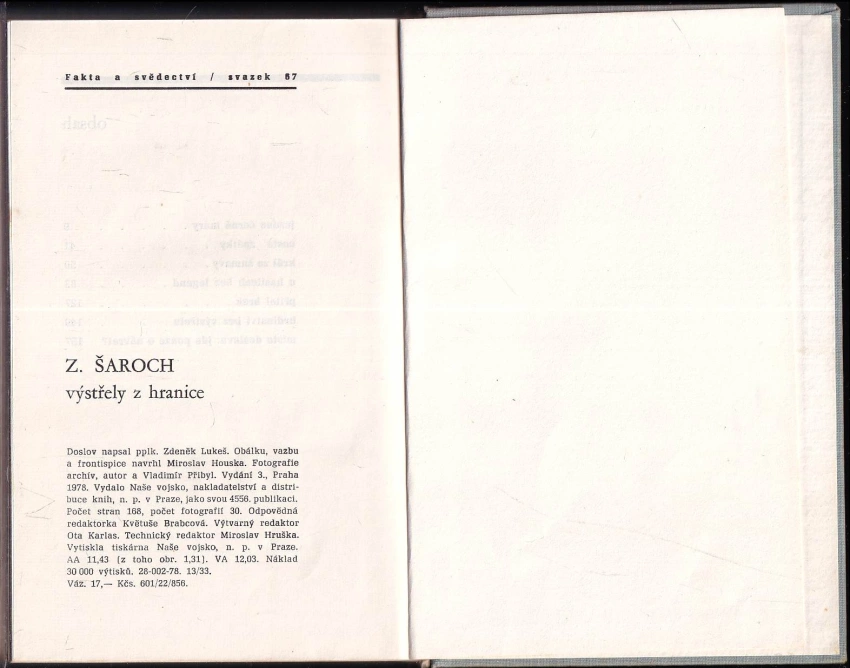 Fakta a svědectví / svazek 67
Z. ŠAROCH
výstřely z hranice
Doslov napsal pplk. Zdeněk Lukeš. Obálku, vazbu
a frontispice navrhl Miroslav Houska. Fotografie
archív, autor a Vladimír Přibyl. Vydání 3., Praha
1978. Vydalo Naše vojsko, nakladatelství a distri-
buce knih, n. p. v Praze, jako svou 4556. publikaci.
Počet stran 168, počet fotografií 30. Odpovědná
redaktorka Květuše Brabcová. Výtvarný redaktor
Ota Karlas. Technický redaktor Miroslav Hruška.
Vytiskla tiskárna Naše vojsko, n. p. v Praze.
AA 11,43 (z toho obr. 1,31). VA 12,03. Náklad
30 000 výtisků. 28-002-78. 13/33.
Váz. 17,— Kčs. 601/22/856.